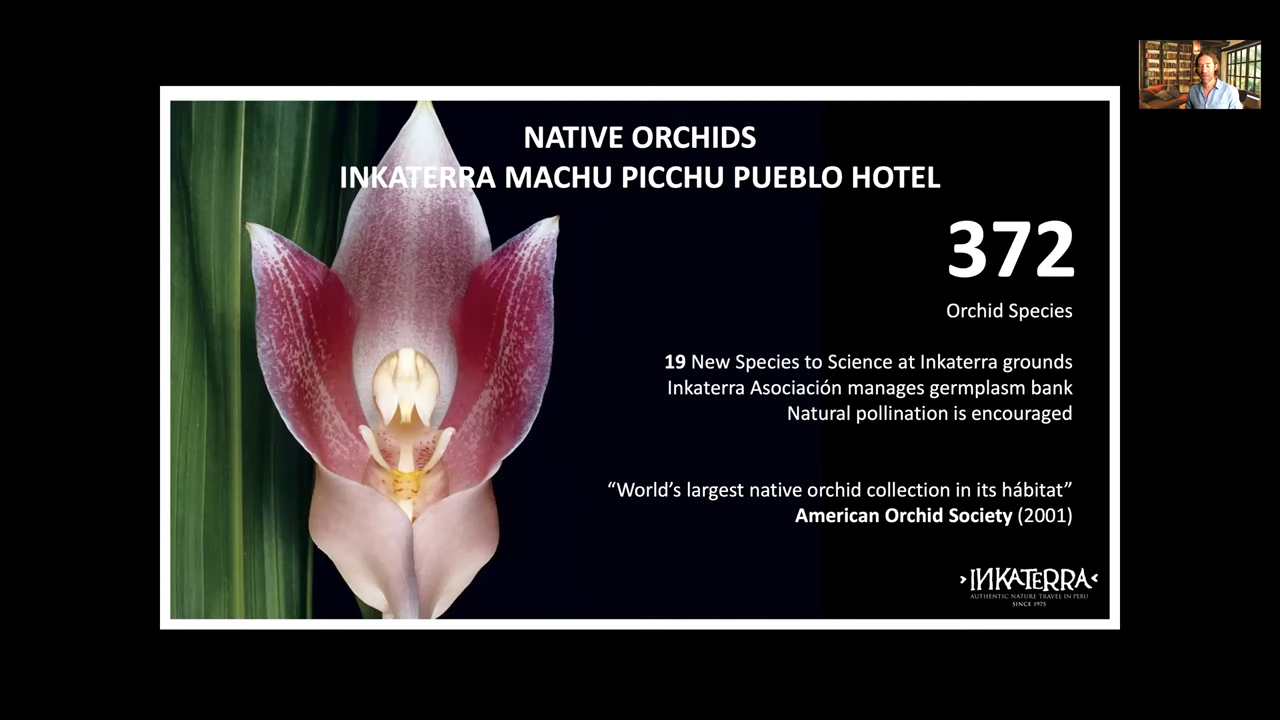 NATIVE ORCHIDS
INKATERRA MACHU PICCHU PUEBLO HOTEL
372
Orchid Species
19 New Species to Science at Inkaterra grounds
Inkaterra Asociación manages germplasm bank
Natural pollination is encouraged
“World’s largest native orchid collection in its hábitat”
American Orchid Society (2001)
INKATERRA
AUTHENTIC NATURE TRAVEL IN PERU
SINCE 1975